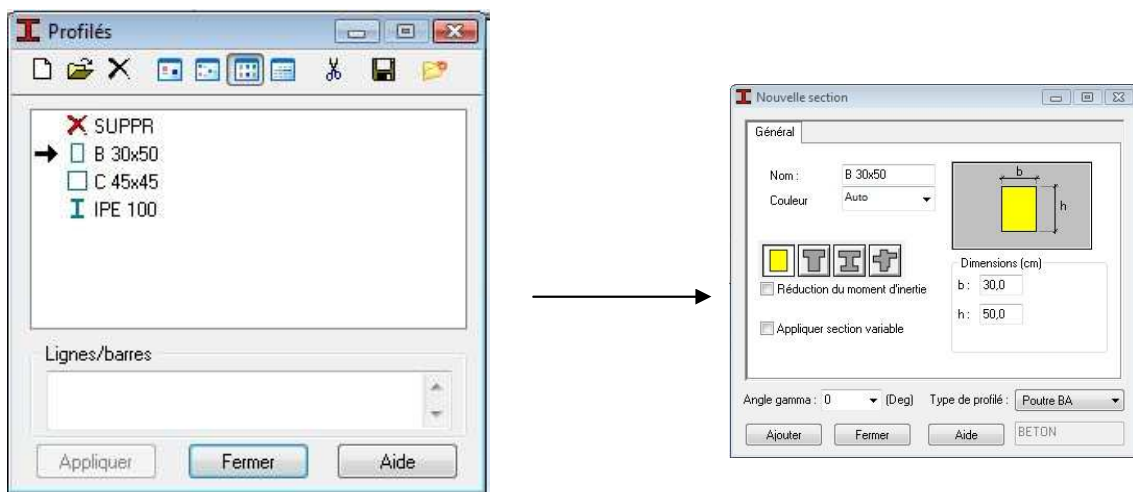 Profilés
SUPPR
B 30x50
C 45x45
IPE 100
Lignes/barres
Appliquer
Fermer
Aide
Nouvelle section
Général
Nom :
B 30x50
Couleur
Auto
b
h
Réduction du moment d'inertie
Appliquer section variable
Dimensions (cm)
b : 30,0
h : 50,0
Angle gamma : 0 (Deg) Type de profilé : Poutre BA
Ajouter
Fermer
Aide
BETON